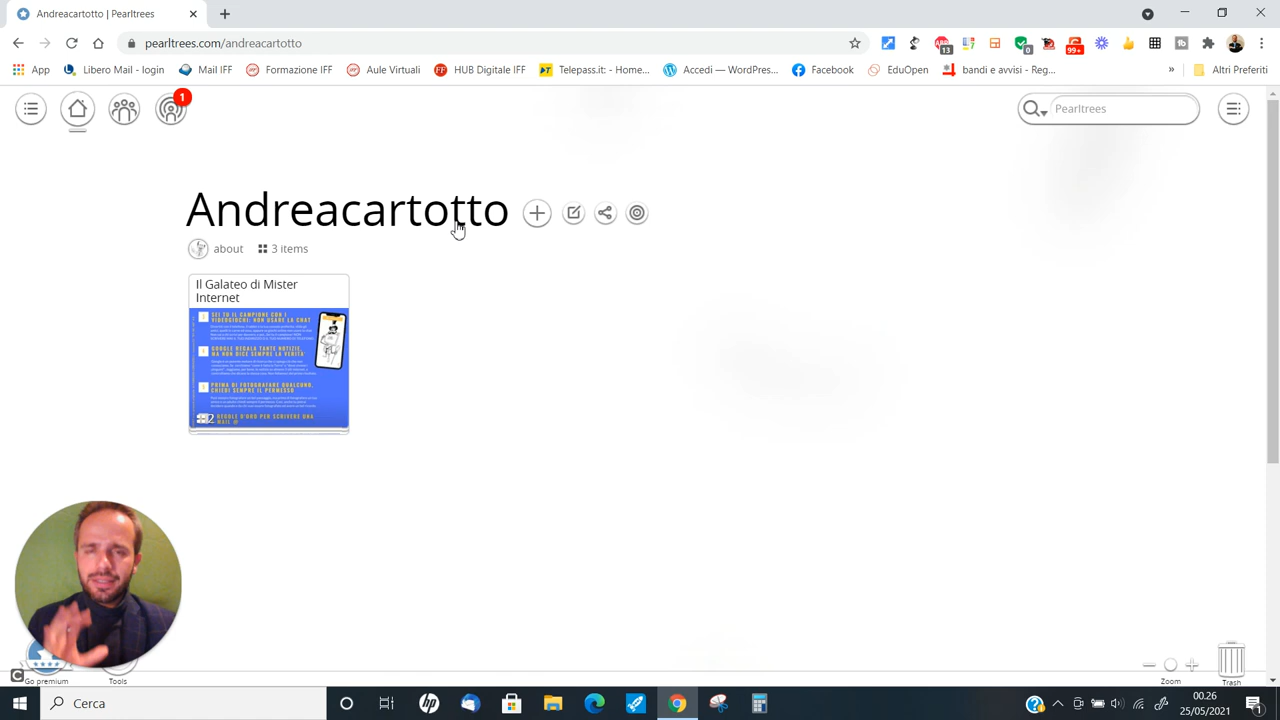 Andreacartotto | Pearltrees
pearltrees.com/andreacartotto
13
0
99+
App
Libero Mail - login
Mail IFF
Formazione IFF
Aule Virtuali
HUB Digitale IFF
Telepass.it: - Home...
Accedi — WordPres...
Facebook
EduOpen
bandi e avvisi - Reg...
»
Altri Preferiti
1
Pearltrees
Andreacartotto
about
3 items
Il Galateo di Mister
Internet
SEI TU IL CAMPIONE CON I
VIDEOGIOCHI: NON USARE LA CHAT
GOOGLE REGALA TANTE NOTIZIE,
MA NON DICE SEMPRE LA VERITA'
PRIMA DI FOTOGRAFARE QUALCUNO,
CHIEDI SEMPRE IL PERMESSO
REGOLE D'ORO PER SCRIVERE UNA
Go premium
Tools
Zoom
Trash
Cerca
00.26
25/05/2021